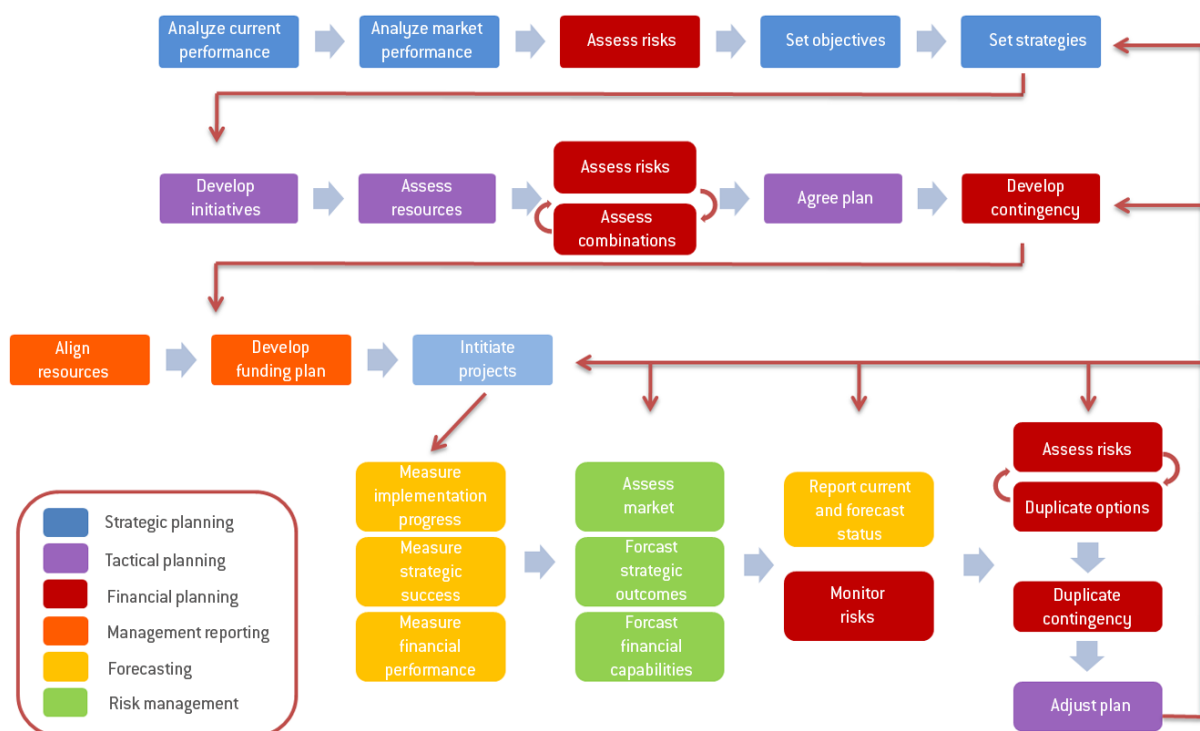 Analyze current
performance
Analyze market
performance
Assess risks
Set objectives
Set strategies
Develop
initiatives
Assess
resources
Assess risks
Assess
combinations
Agree plan
Develop
contingency
Align
resources
Develop
funding plan
Intitiate
projects
Measure
implementation
progress
Measure
strategic
success
Measure
financial
performance
Assess
market
Forcast
strategic
outcomes
Forcast
financial
capabilities
Report current
and forecast
status
Monitor
risks
Assess risks
Duplicate options
Duplicate
contingency
Adjust plan
Strategic planning
Tactical planning
Financial planning
Management reporting
Forecasting
Risk management